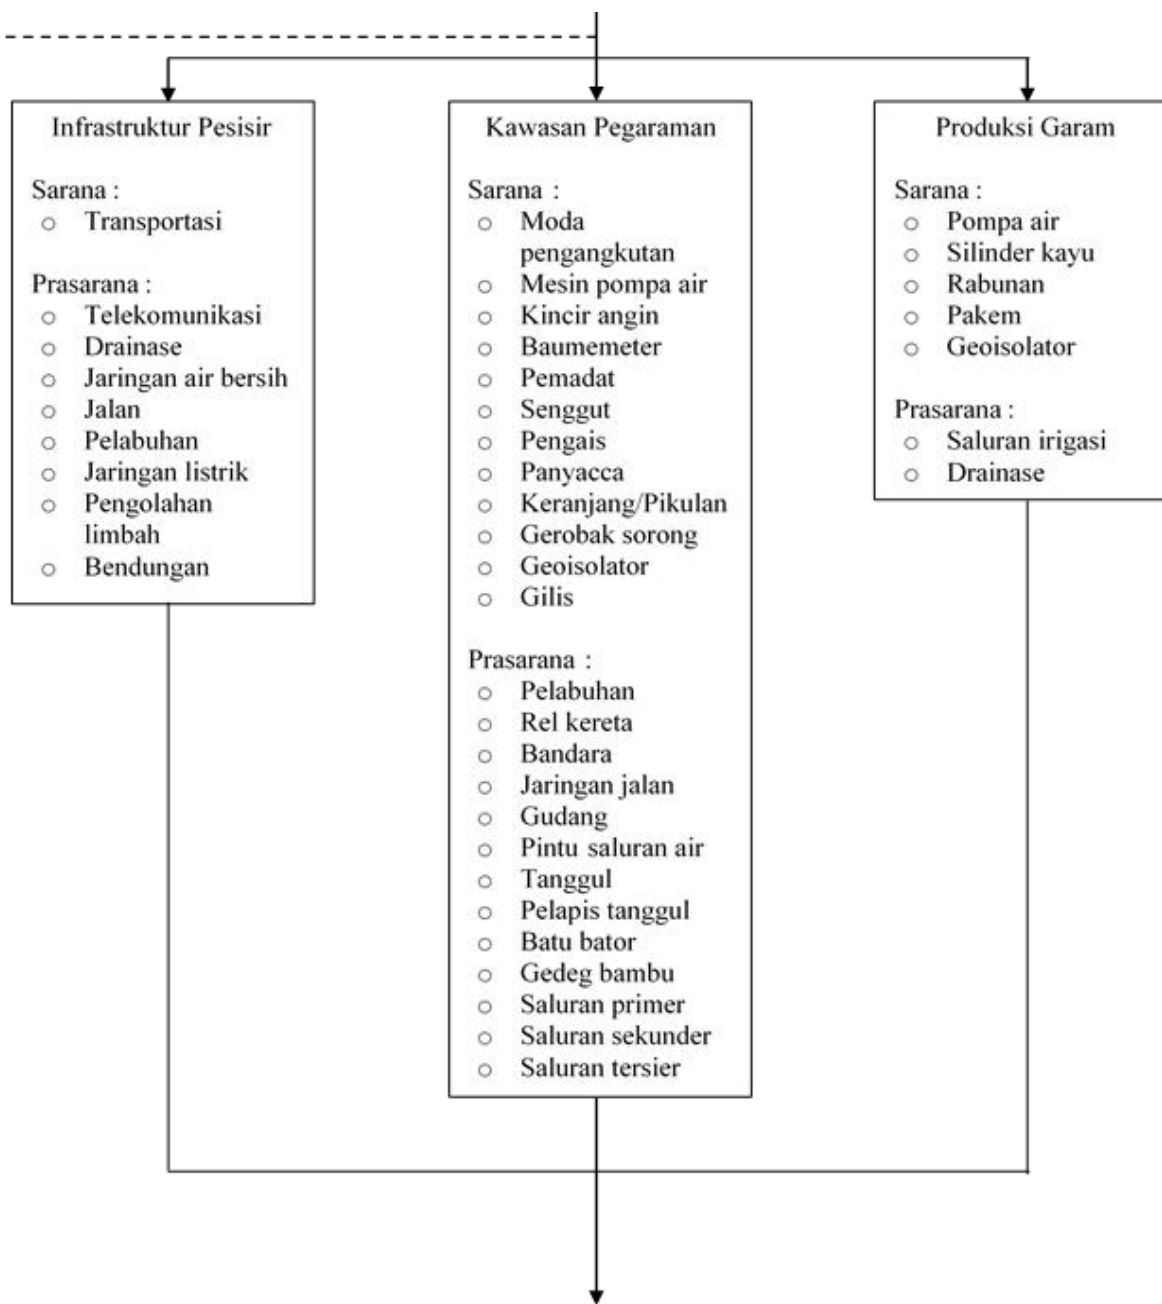 Infrastruktur Pesisir
Sarana :
Transportasi
Prasarana :
Telekomunikasi
Drainase
Jaringan air bersih
Jalan
Pelabuhan
Jaringan listrik
Pengolahan
limbah
Bendungan
Kawasan Pegaraman
Sarana :
Moda
pengangkutan
Mesin pompa air
Kincir angin
Baumemeter
Pemadat
Senggut
Pengais
Panyacca
Keranjang/Pikulan
Gerobak sorong
Geoisolator
Gilis
Prasarana :
Pelabuhan
Rel kereta
Bandara
Jaringan jalan
Gudang
Pintu saluran air
Tanggul
Pelapis tanggul
Batu bator
Gedeg bambu
Saluran primer
Saluran sekunder
Saluran tersier
Produksi Garam
Sarana :
Pompa air
Silinder kayu
Rabunan
Pakem
Geoisolator
Prasarana :
Saluran irigasi
Drainase